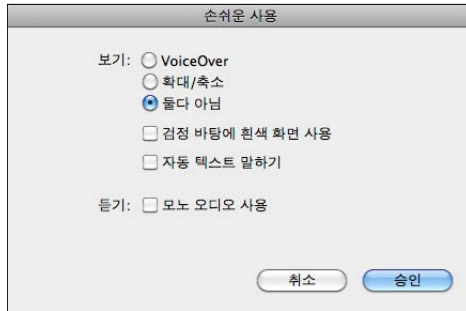 손쉬운 사용
보기: VoiceOver
확대/축소
둘다 아님
검정 바탕에 흰색 화면 사용
자동 텍스트 말하기
듣기: 모노 오디오 사용
취소 승인